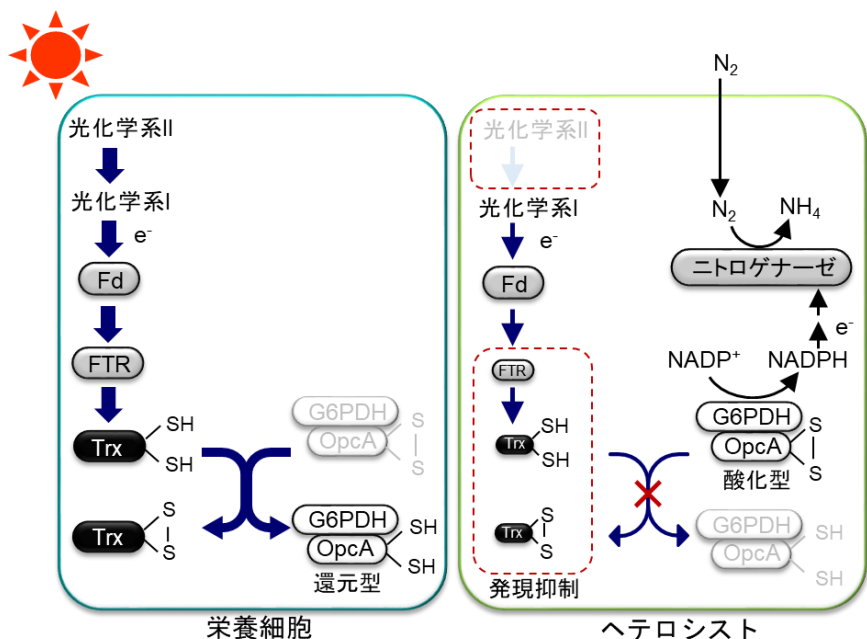 光化学系II
光化学系I
e-
Fd
FTR
Trx
SH
SH
G6PDH
OpcA
S
S
Trx
S
S
G6PDH
OpcA
SH
SH
還元型
栄養細胞
N2
光化学系II
光化学系I
e-
Fd
FTR
Trx
SH
SH
Trx
S
S
発現抑制
N2
NH4
ニトロゲナーゼ
e-
NADP+
NADPH
G6PDH
OpcA
S
S
酸化型
G6PDH
OpcA
SH
SH
ヘテロシスト